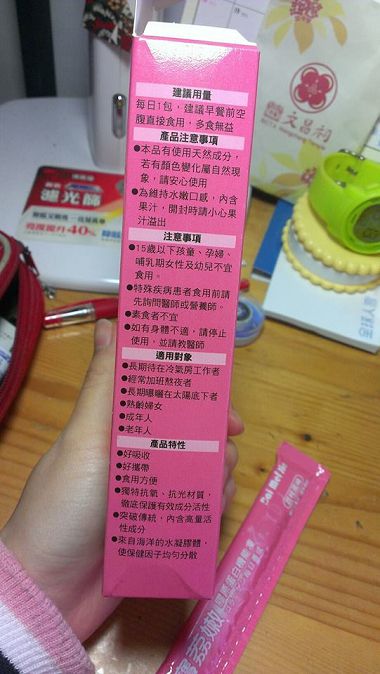 建議用量
每日1包，建議早餐前空
腹直接食用，多食無益
產品注意事項
●本品有使用天然成分，
若有顏色變化屬自然現
象，請安心使用
●為維持水嫩口感，內含
果汁，開封時請小心果
汁溢出
注意事項
●15歲以下孩童、孕婦、
哺乳期女性及幼兒不宜
食用。
●特殊疾病患者食用前請
先詢問醫師或營養師。
●素食者不宜
●如有身體不適，請停止
使用，並請教醫師
適用對象
●長期待在冷氣房工作者
●經常加班熬夜者
●長期曝曬在太陽底下者
●熟齡婦女
●成年人
●老年人
產品特性
●好吸收
●好攜帶
●食用方便
●獨特抗氧、抗光材質，
徹底保護有效成分活性
●突破傳統，內含高量活
性成分
●來自海洋的水凝膠體，
使保健因子均勻分散
文昌祠
濾光師
亮度提升40%